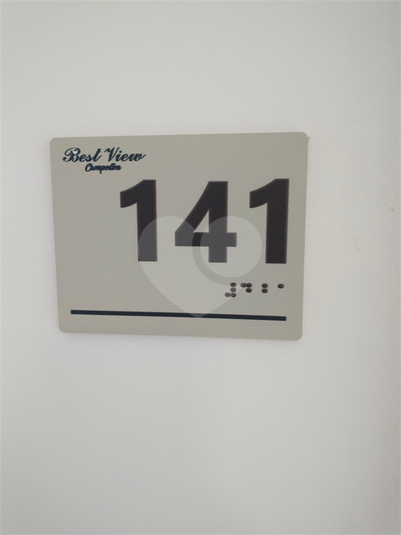 Best View
Campolim
141
⠼⠙⠁⠁